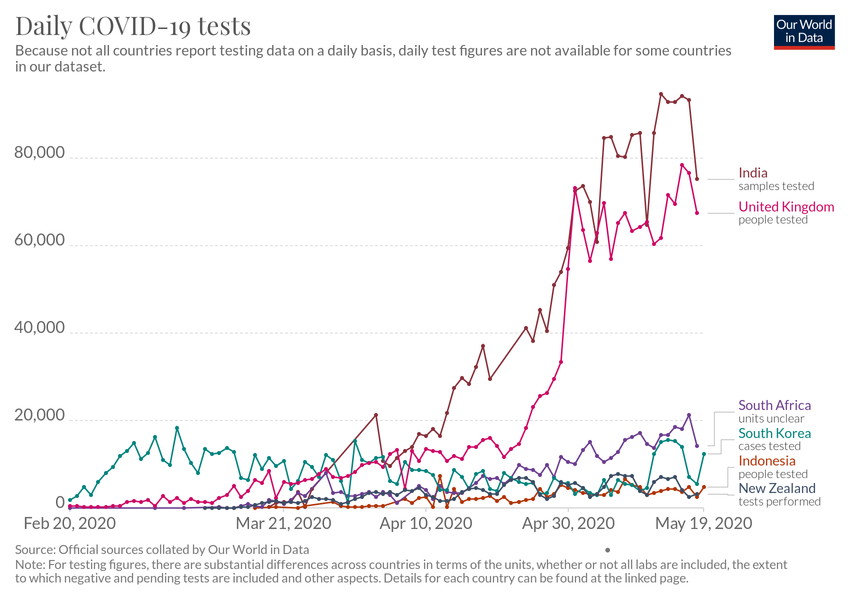 Daily COVID-19 tests
Our World
in Data
Because not all countries report testing data on a daily basis, daily test figures are not available for some countries
in our dataset.
80,000
60,000
40,000
20,000
0
India
samples tested
United Kingdom
people tested
South Africa
units unclear
South Korea
cases tested
Indonesia
people tested
New Zealand
tests performed
Feb 20, 2020
Mar 21, 2020
Apr 10, 2020
Apr 30, 2020
May 19, 2020
Source: Official sources collated by Our World in Data
Note: For testing figures, there are substantial differences across countries in terms of the units, whether or not all labs are included, the extent
to which negative and pending tests are included and other aspects. Details for each country can be found at the linked page.